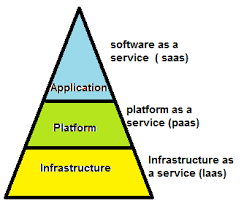 software as a
service ( saas)
Application
platform as a
service (paas)
Platform
Infrastructure as
a service (Iaas)
Infrastructure